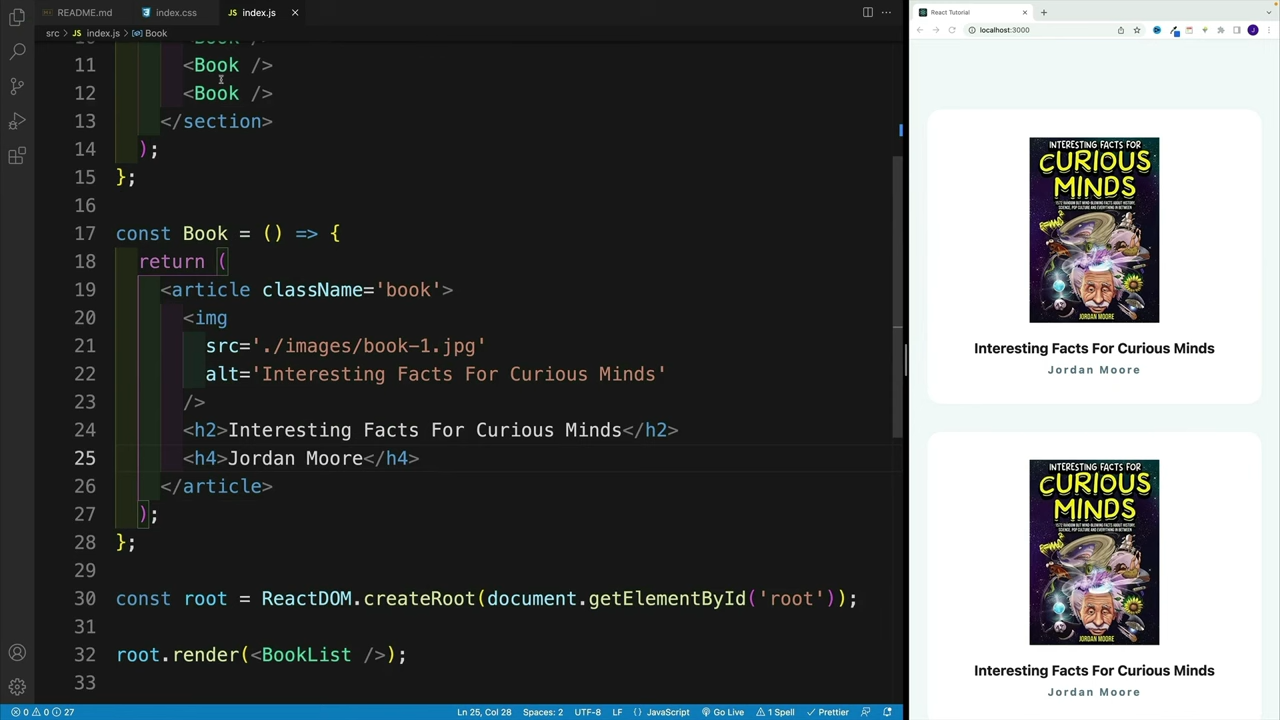 README.md
index.css
JS index.js
src > JS index.js > Book
10 <Book />
11 <Book />
12 <Book />
13 </section>
14 );
15 };
16
17 const Book = () => {
18 return (
19 <article className='book'>
20 <img
21 src='./images/book-1.jpg'
22 alt='Interesting Facts For Curious Minds'
23 />
24 <h2>Interesting Facts For Curious Minds</h2>
25 <h4>Jordan Moore</h4>
26 </article>
27 );
28 };
29
30 const root = ReactDOM.createRoot(document.getElementById('root'));
31
32 root.render(<BookList />);
33
0 0 27
Ln 25, Col 28
Spaces: 2
UTF-8
LF
{ } JavaScript
Go Live
1 Spell
Prettier
React Tutorial
localhost:3000
J
INTERESTING FACTS FOR
CURIOUS
MINDS
JORDAN MOORE
Interesting Facts For Curious Minds
Jordan Moore
INTERESTING FACTS FOR
CURIOUS
MINDS
JORDAN MOORE
Interesting Facts For Curious Minds
Jordan Moore